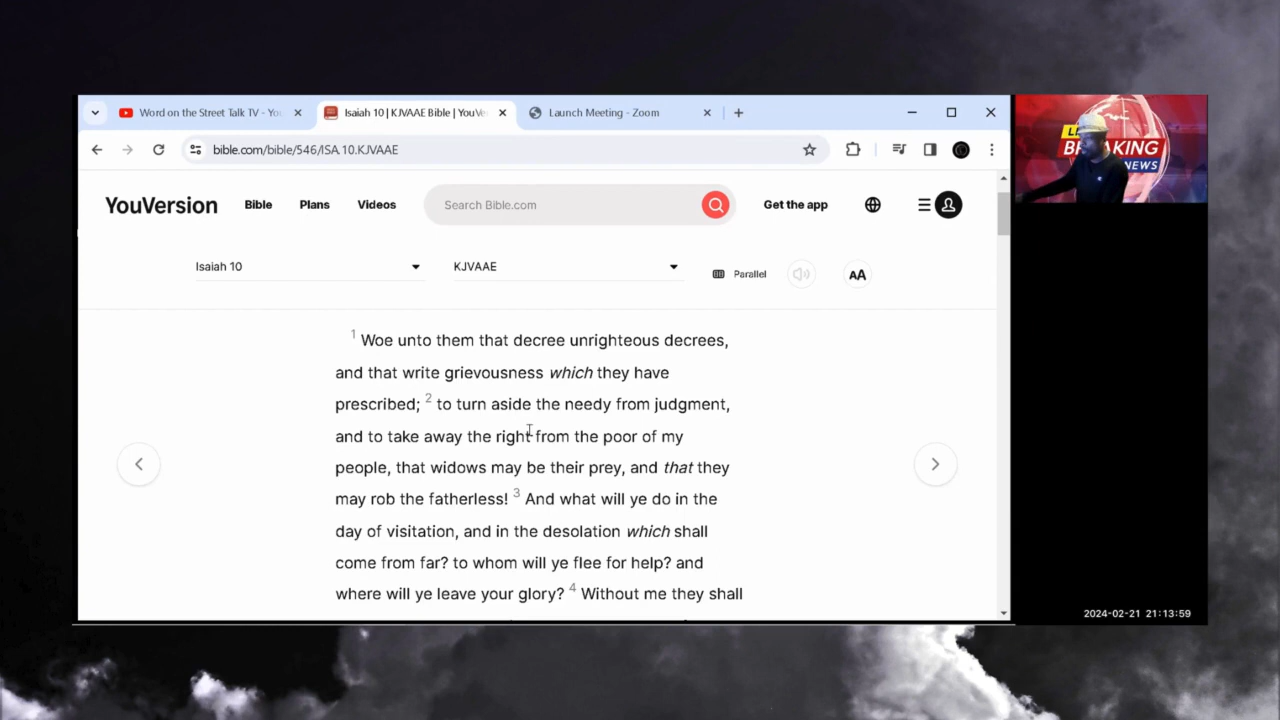 Word on the Street Talk TV - You
Isaiah 10 | KJVAAE Bible | YouVe
Launch Meeting - Zoom
bible.com/bible/546/ISA.10.KJVAAE
YouVersion
Bible
Plans
Videos
Search Bible.com
Get the app
Isaiah 10
KJVAAE
Parallel
AA
1 Woe unto them that decree unrighteous decrees,
and that write grievousness which they have
prescribed; 2 to turn aside the needy from judgment,
and to take away the right from the poor of my
people, that widows may be their prey, and that they
may rob the fatherless! 3 And what will ye do in the
day of visitation, and in the desolation which shall
come from far? to whom will ye flee for help? and
where will ye leave your glory? 4 Without me they shall
BREAKING
NEWS
2024-02-21 21:13:59